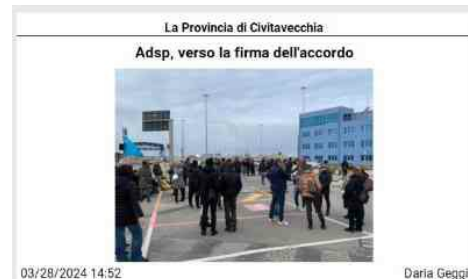 La Provincia di Civitavecchia
Adsp, verso la firma dell'accordo
03/28/2024 14:52
Daria Geggi